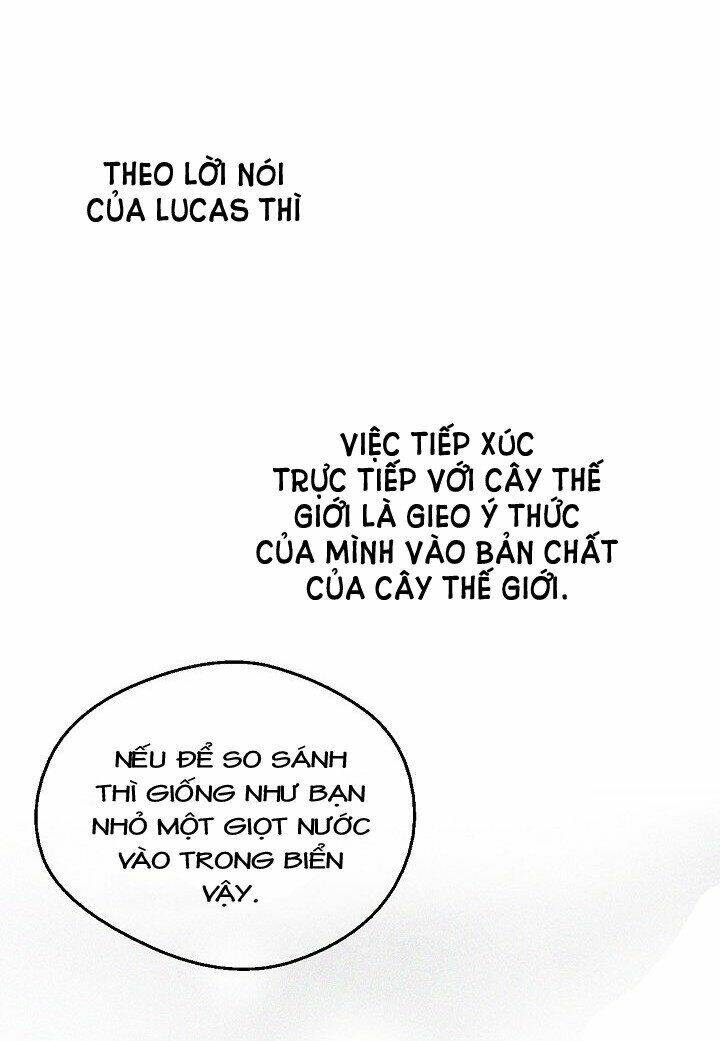 THEO LỜI NÓI
CỦA LUCAS THÌ
VIỆC TIẾP XÚC
TRỰC TIẾP VỚI CÂY THẾ
GIỚI LÀ GIEO Ý THỨC
CỦA MÌNH VÀO BẢN CHẤT
CỦA CÂY THẾ GIỚI.
NẾU ĐỂ SO SÁNH
THÌ GIỐNG NHƯ BẠN
NHỎ MỘT GIỌT NƯỚC
VÀO TRONG BIỂN
VẬY.